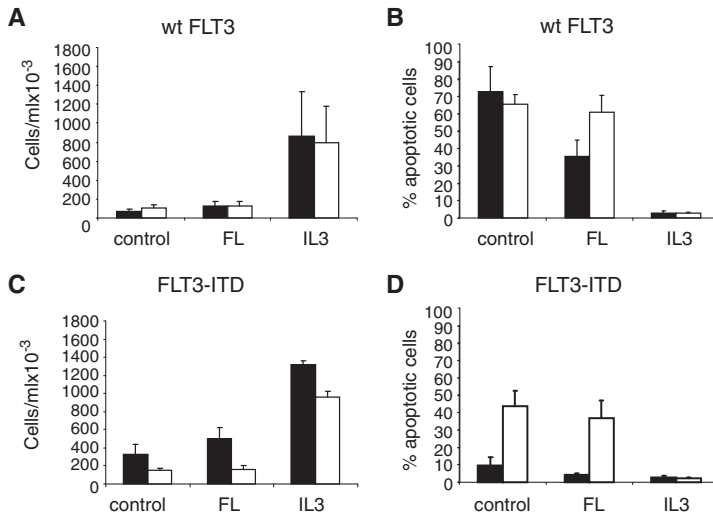 A
wt FLT3
Cells/mlx10-3
1800
1600
1400
1200
1000
800
600
400
200
0
control FL IL3
B
wt FLT3
% apoptotic cells
100
90
80
70
60
50
40
30
20
10
0
control FL IL3
C
FLT3-ITD
Cells/mlx10-3
1800
1600
1400
1200
1000
800
600
400
200
0
control FL IL3
D
FLT3-ITD
% apoptotic cells
100
90
80
70
60
50
40
30
20
10
0
control FL IL3